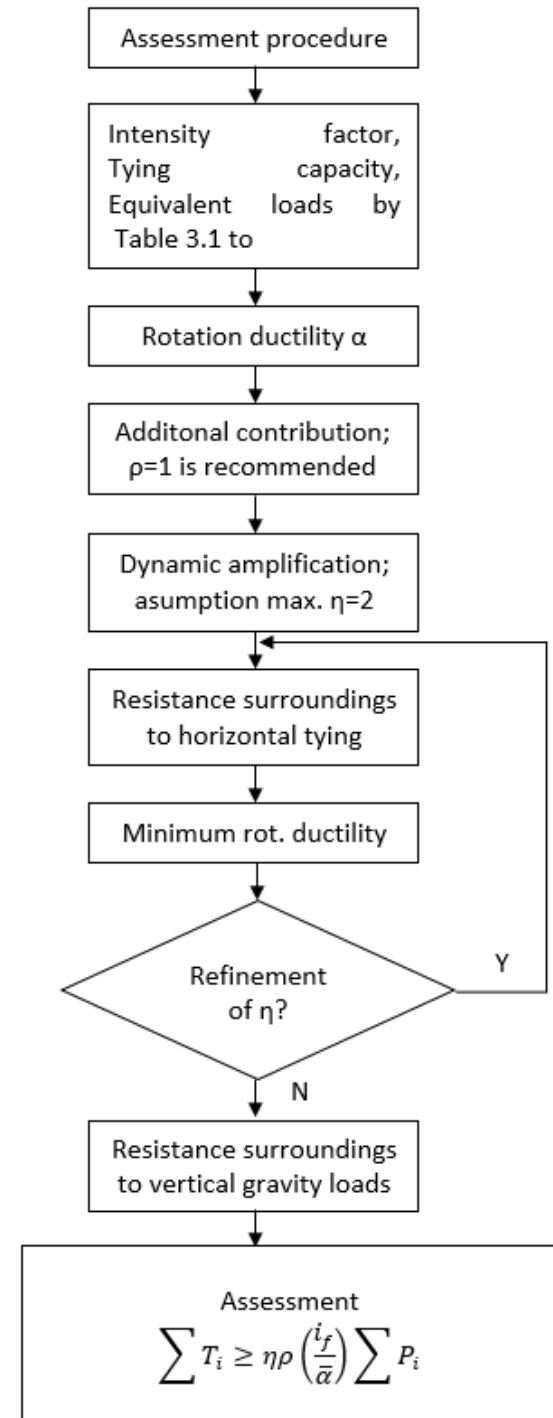 Assessment procedure
Intensity factor,
Tying capacity,
Equivalent loads by
Table 3.1 to
Rotation ductility α
Additonal contribution;
ρ=1 is recommended
Dynamic amplification;
asumption max. η=2
Resistance surroundings
to horizontal tying
Minimum rot. ductility
Refinement
of η?
Y
N
Resistance surroundings
to vertical gravity loads
Assessment
∑ Tᵢ ≥ ηρ (i_f / ᾱ) ∑ Pᵢ